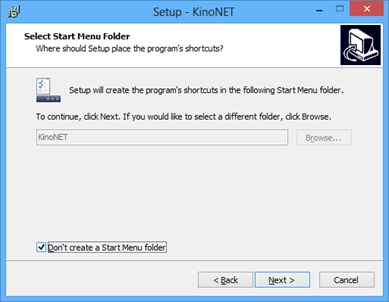 Setup - KinoNET
Select Start Menu Folder
Where should Setup place the program's shortcuts?
Setup will create the program's shortcuts in the following Start Menu folder.
To continue, click Next. If you would like to select a different folder, click Browse.
KinoNET
Browse...
Don't create a Start Menu folder
< Back
Next >
Cancel